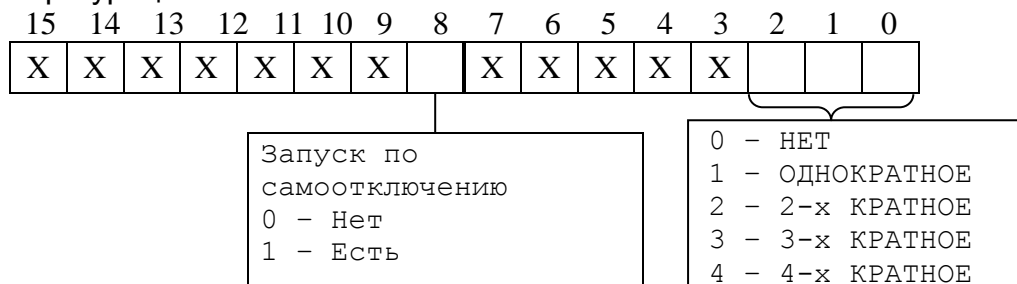 15 14 13 12 11 10 9 8 7 6 5 4 3 2 1 0
X X X X X X X X X X X X
Запуск по
самоотключению
0 – Нет
1 – Есть
0 – НЕТ
1 – ОДНОКРАТНОЕ
2 – 2-х КРАТНОЕ
3 – 3-х КРАТНОЕ
4 – 4-х КРАТНОЕ